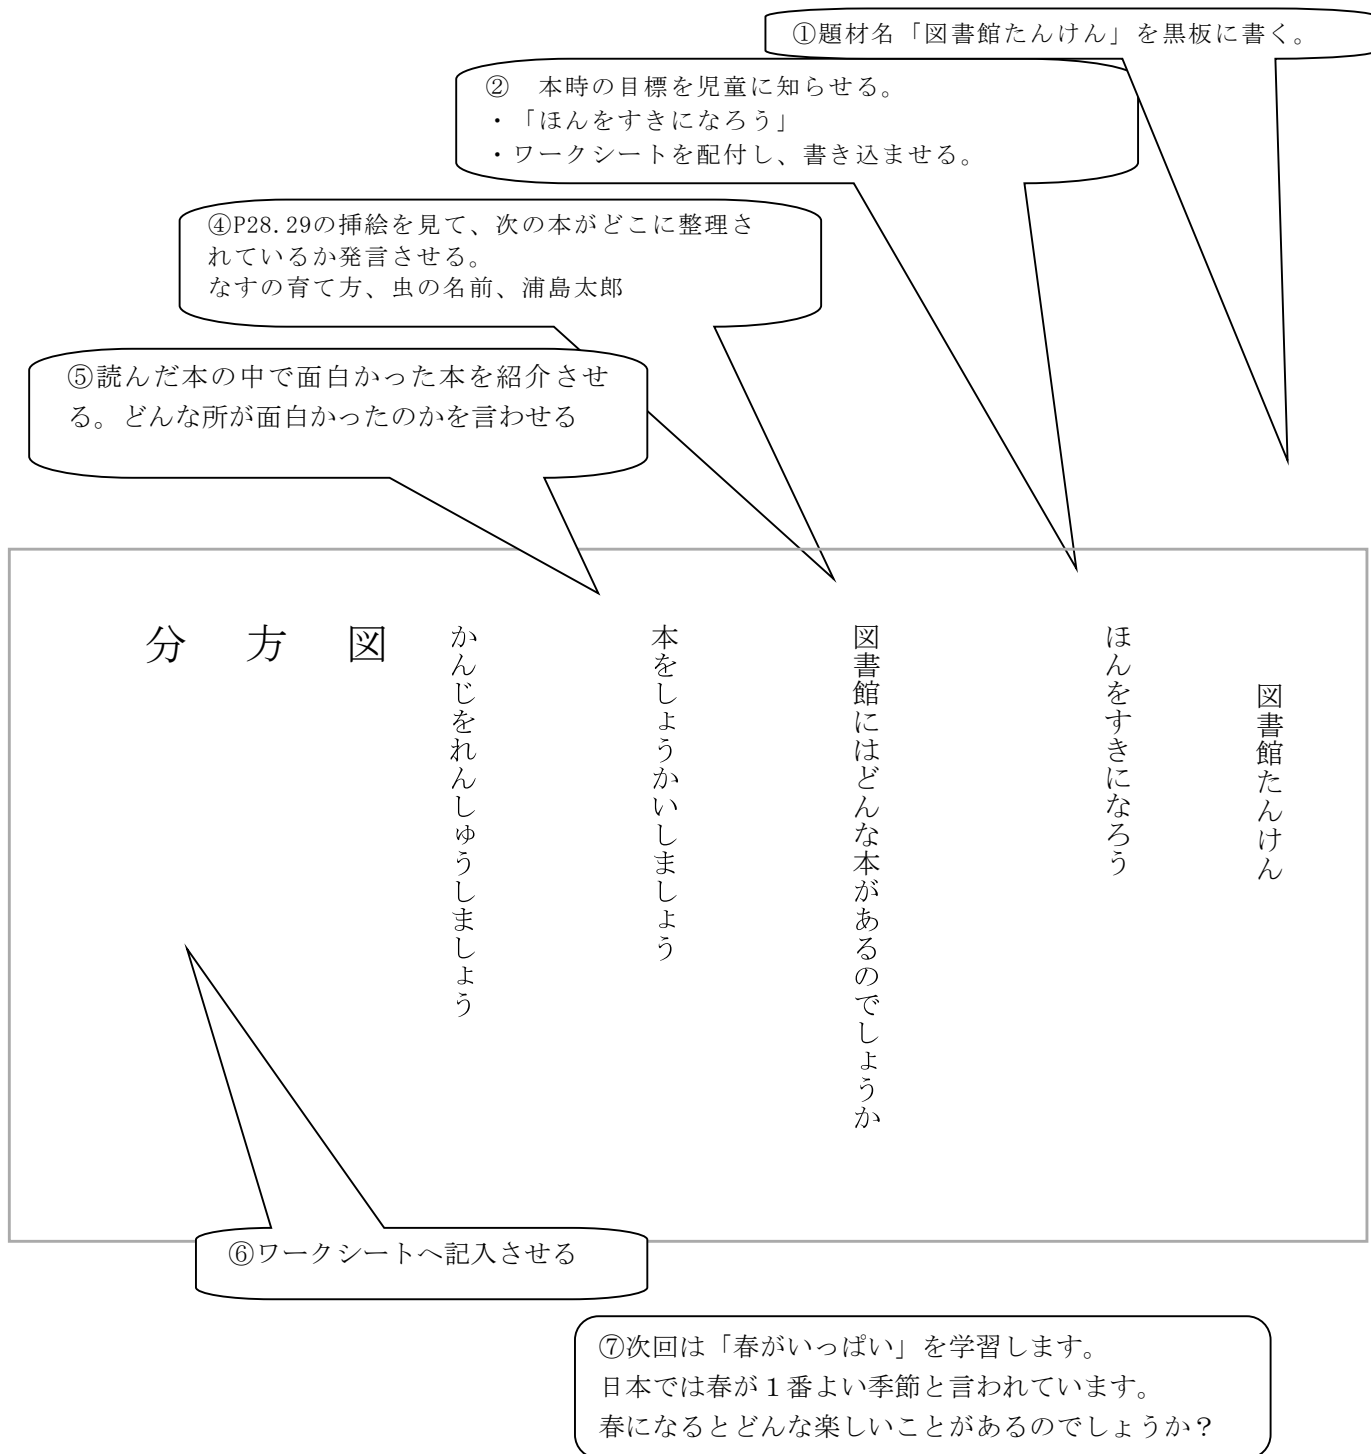 ①題材名「図書館たんけん」を黒板に書く。
②　本時の目標を児童に知らせる。
・「ほんをすきになろう」
・ワークシートを配付し、書き込ませる。
④P28.29の挿絵を見て、次の本がどこに整理さ
れているか発言させる。
なすの育て方、虫の名前、浦島太郎
⑤読んだ本の中で面白かった本を紹介させ
る。どんな所が面白かったのかを言わせる
図書館たんけん
ほんをすきになろう
図書館にはどんな本があるのでしょうか
本をしょうかいしましょう
かんじをれんしゅうしましょう
図
方
分
⑥ワークシートへ記入させる
⑦次回は「春がいっぱい」を学習します。
日本では春が１番よい季節と言われています。
春になるとどんな楽しいことがあるのでしょうか？